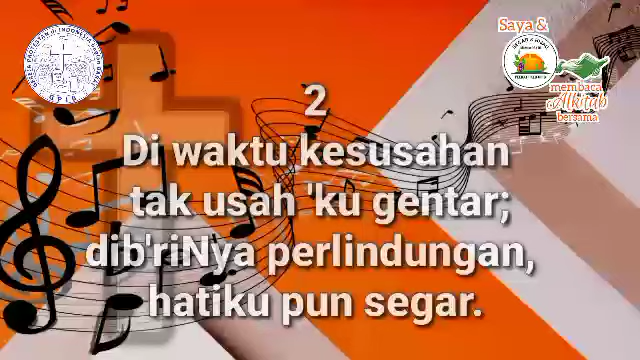 Saya &
membaca
Alkitab
bersama
2
Di waktu kesusahan
tak usah 'ku gentar;
dib'riNya perlindungan,
hatiku pun segar.